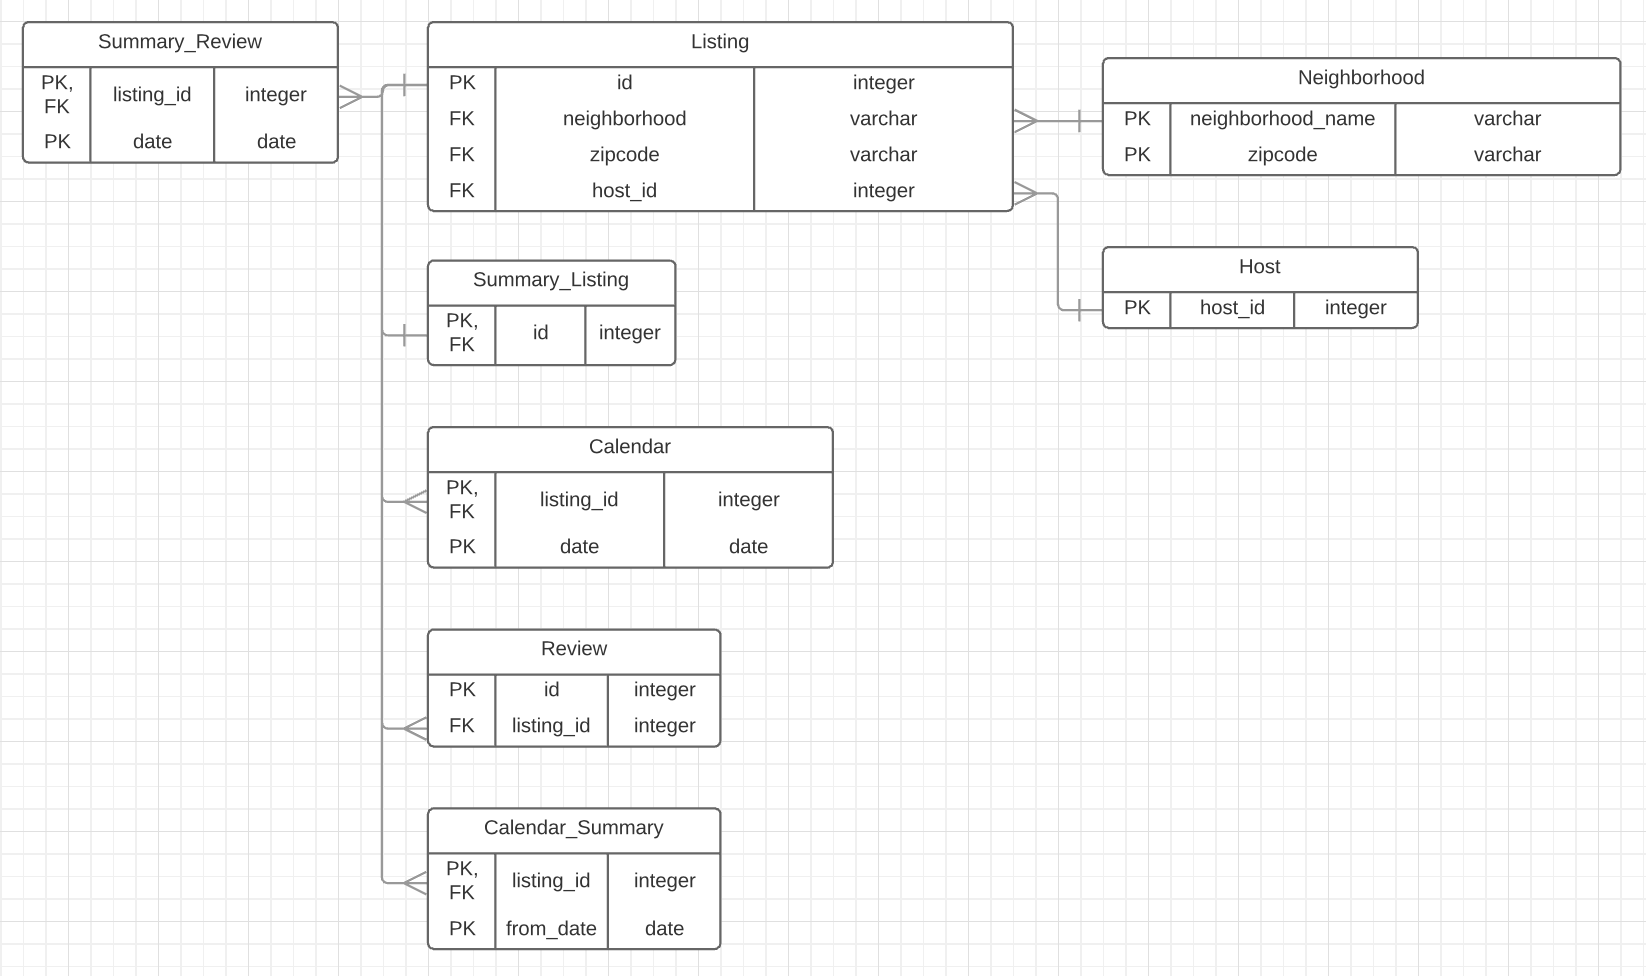 Summary_Review
PK, FK listing_id integer
PK date date
Listing
PK id integer
FK neighborhood varchar
FK zipcode varchar
FK host_id integer
Neighborhood
PK neighborhood_name varchar
PK zipcode varchar
Host
PK host_id integer
Summary_Listing
PK, FK id integer
Calendar
PK, FK listing_id integer
PK date date
Review
PK id integer
FK listing_id integer
Calendar_Summary
PK, FK listing_id integer
PK from_date date